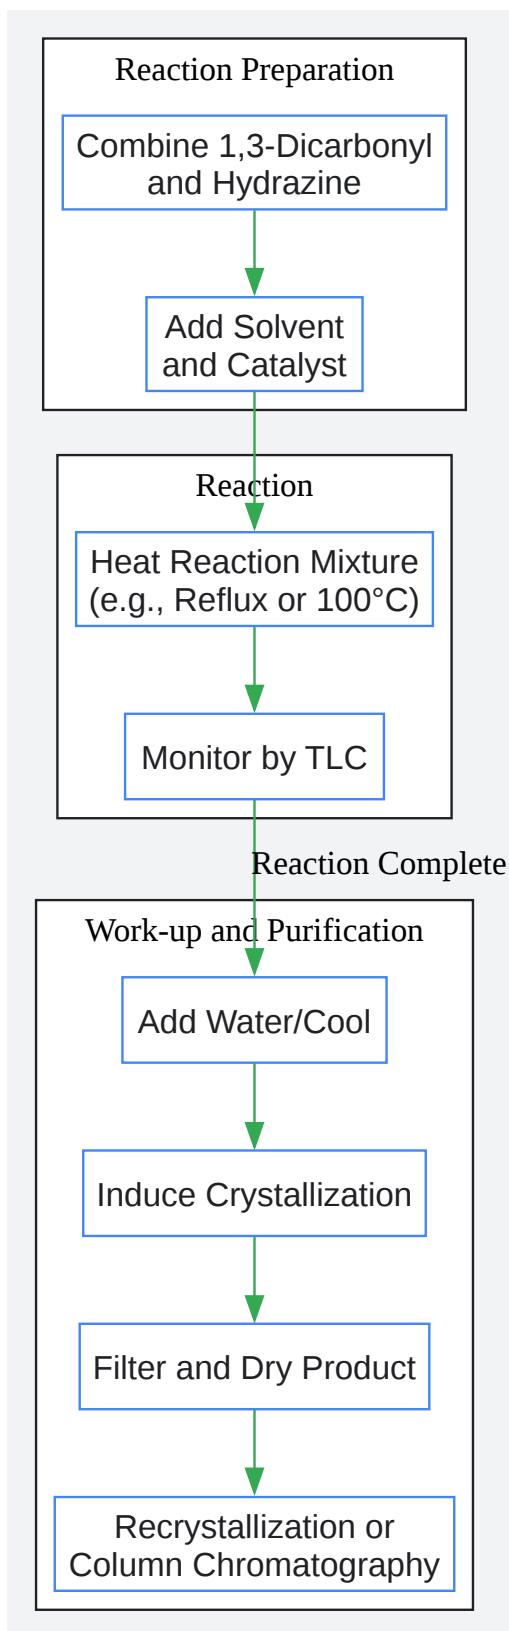 Reaction Preparation
Combine 1,3-Dicarbonyl
and Hydrazine
Add Solvent
and Catalyst
Reaction
Heat Reaction Mixture
(e.g., Reflux or 100°C)
Monitor by TLC
Reaction Complete
Work-up and Purification
Add Water/Cool
Induce Crystallization
Filter and Dry Product
Recrystallization or
Column Chromatography